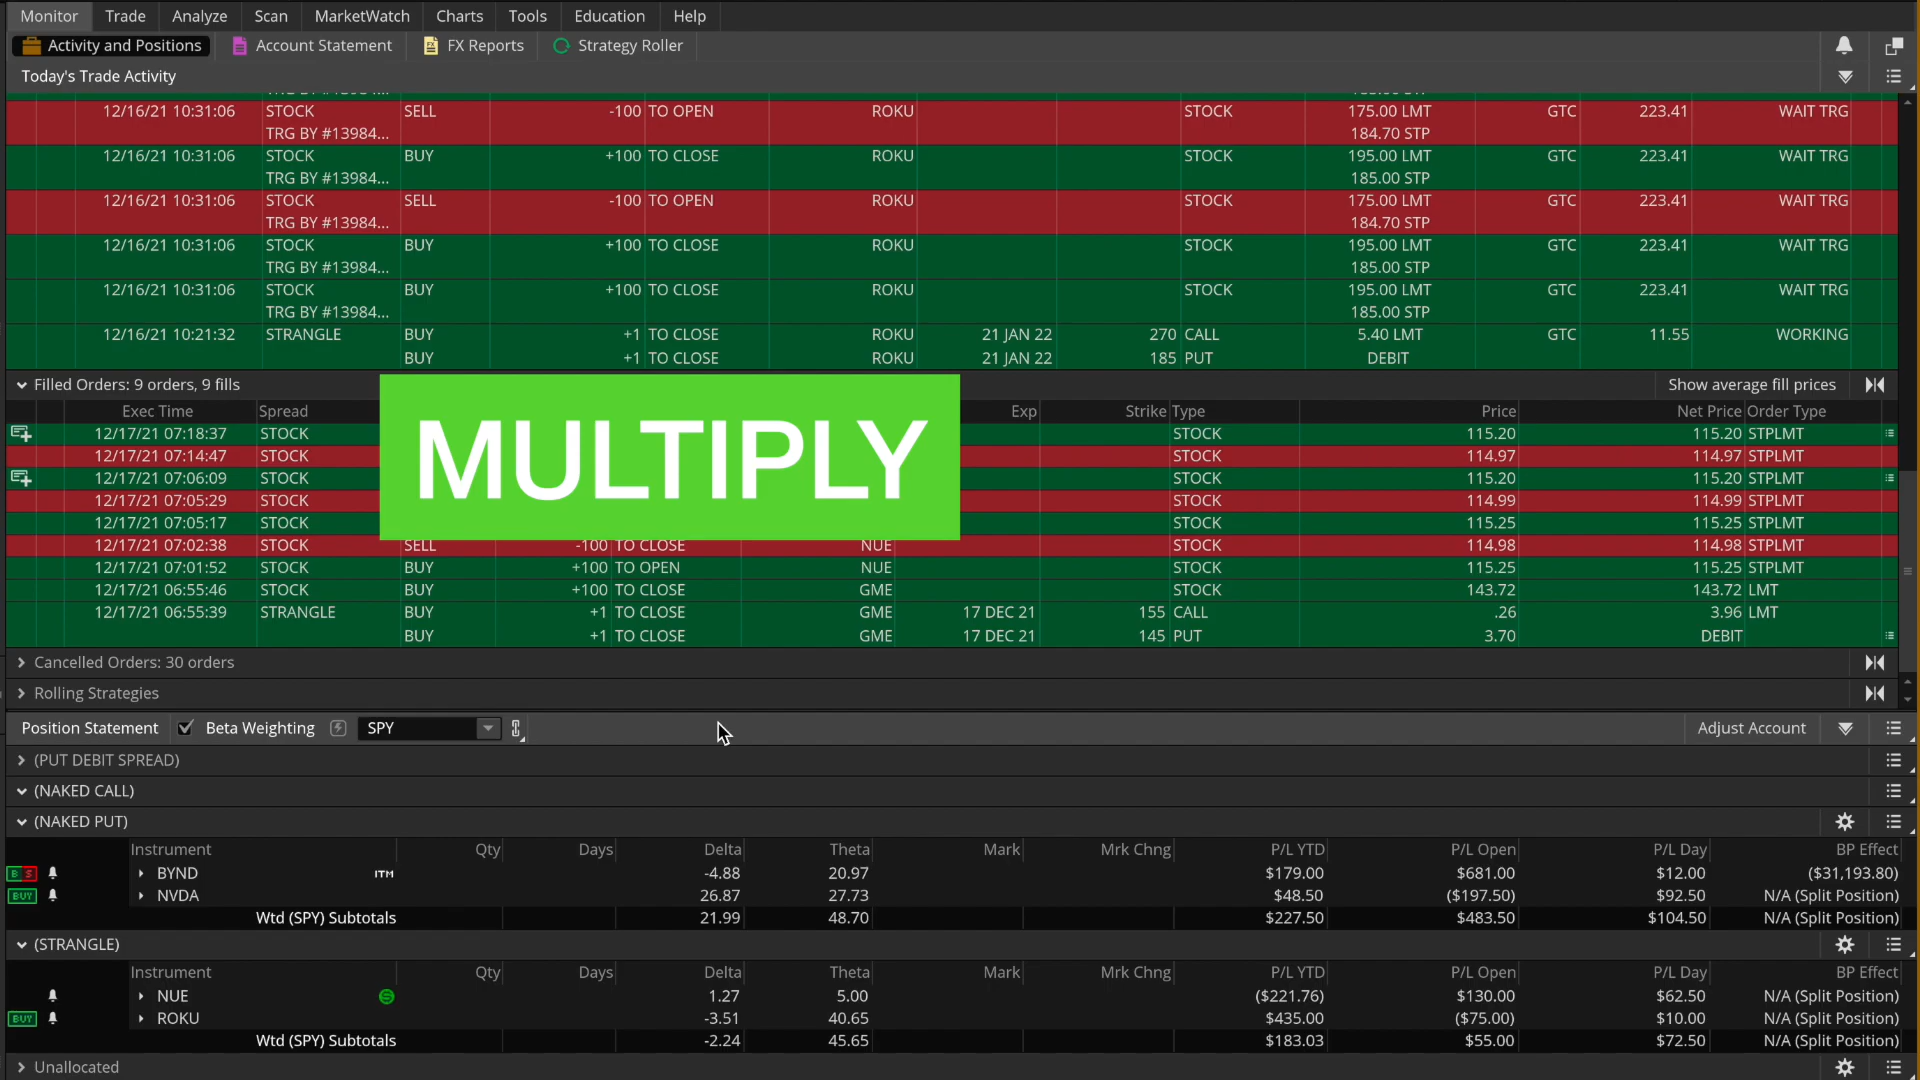 Monitor Trade Analyze Scan MarketWatch Charts Tools Education Help
Activity and Positions Account Statement FX Reports Strategy Roller
Today's Trade Activity
12/16/21 10:31:06 STOCK SELL -100 TO OPEN ROKU STOCK 175.00 LMT GTC 223.41 WAIT TRG
TRG BY #13984... 184.70 STP
12/16/21 10:31:06 STOCK BUY +100 TO CLOSE ROKU STOCK 195.00 LMT GTC 223.41 WAIT TRG
TRG BY #13984... 185.00 STP
12/16/21 10:31:06 STOCK SELL -100 TO OPEN ROKU STOCK 175.00 LMT GTC 223.41 WAIT TRG
TRG BY #13984... 184.70 STP
12/16/21 10:31:06 STOCK BUY +100 TO CLOSE ROKU STOCK 195.00 LMT GTC 223.41 WAIT TRG
TRG BY #13984... 185.00 STP
12/16/21 10:31:06 STOCK BUY +100 TO CLOSE ROKU STOCK 195.00 LMT GTC 223.41 WAIT TRG
TRG BY #13984... 185.00 STP
12/16/21 10:21:32 STRANGLE BUY +1 TO CLOSE ROKU 21 JAN 22 270 CALL 5.40 LMT GTC 11.55 WORKING
BUY +1 TO CLOSE ROKU 21 JAN 22 185 PUT DEBIT
Filled Orders: 9 orders, 9 fills Show average fill prices
Exec Time Spread Exp Strike Type Price Net Price Order Type
12/17/21 07:18:37 STOCK STOCK 115.20 115.20 STPLMT
12/17/21 07:14:47 STOCK STOCK 114.97 114.97 STPLMT
MULTIPLY
12/17/21 07:06:09 STOCK STOCK 115.20 115.20 STPLMT
12/17/21 07:05:29 STOCK STOCK 114.99 114.99 STPLMT
12/17/21 07:05:17 STOCK STOCK 115.25 115.25 STPLMT
12/17/21 07:02:38 STOCK SELL -100 TO CLOSE NUE STOCK 114.98 114.98 STPLMT
12/17/21 07:01:52 STOCK BUY +100 TO OPEN NUE STOCK 115.25 115.25 STPLMT
12/17/21 06:55:46 STOCK BUY +100 TO CLOSE GME STOCK 143.72 143.72 LMT
12/17/21 06:55:39 STRANGLE BUY +1 TO CLOSE GME 17 DEC 21 155 CALL .26 3.96 LMT
BUY +1 TO CLOSE GME 17 DEC 21 145 PUT 3.70 DEBIT
Cancelled Orders: 30 orders
Rolling Strategies
Position Statement Beta Weighting SPY Adjust Account
(PUT DEBIT SPREAD)
(NAKED CALL)
(NAKED PUT)
Instrument Qty Days Delta Theta Mark Mrk Chng P/L YTD P/L Open P/L Day BP Effect
B S BYND ITM -4.88 20.97 $179.00 $681.00 $12.00 ($31,193.80)
BUY NVDA 26.87 27.73 $48.50 ($197.50) $92.50 N/A (Split Position)
Wtd (SPY) Subtotals 21.99 48.70 $227.50 $483.50 $104.50 N/A (Split Position)
(STRANGLE)
Instrument Qty Days Delta Theta Mark Mrk Chng P/L YTD P/L Open P/L Day BP Effect
NUE 1.27 5.00 ($221.76) $130.00 $62.50 N/A (Split Position)
BUY ROKU -3.51 40.65 $435.00 ($75.00) $10.00 N/A (Split Position)
Wtd (SPY) Subtotals -2.24 45.65 $183.03 $55.00 $72.50 N/A (Split Position)
Unallocated